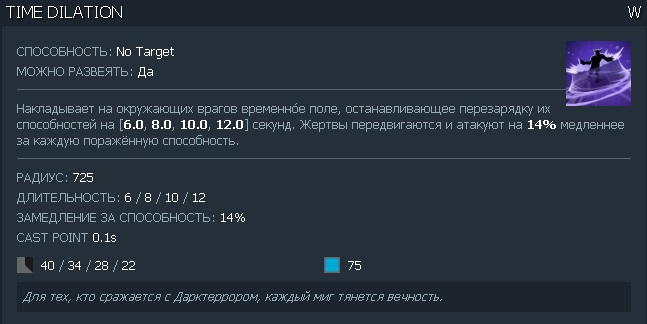 TIME DILATION W
СПОСОБНОСТЬ: No Target
МОЖНО РАЗВЕЯТЬ: Да
Накладывает на окружающих врагов временно́е поле, останавливающее перезарядку их
способностей на [6.0, 8.0, 10.0, 12.0] секунд. Жертвы передвигаются и атакуют на 14% медленнее
за каждую поражённую способность.
РАДИУС: 725
ДЛИТЕЛЬНОСТЬ: 6 / 8 / 10 / 12
ЗАМЕДЛЕНИЕ ЗА СПОСОБНОСТЬ: 14%
CAST POINT 0.1s
40 / 34 / 28 / 22 75
Для тех, кто сражается с Дарктеррором, каждый миг тянется вечность.